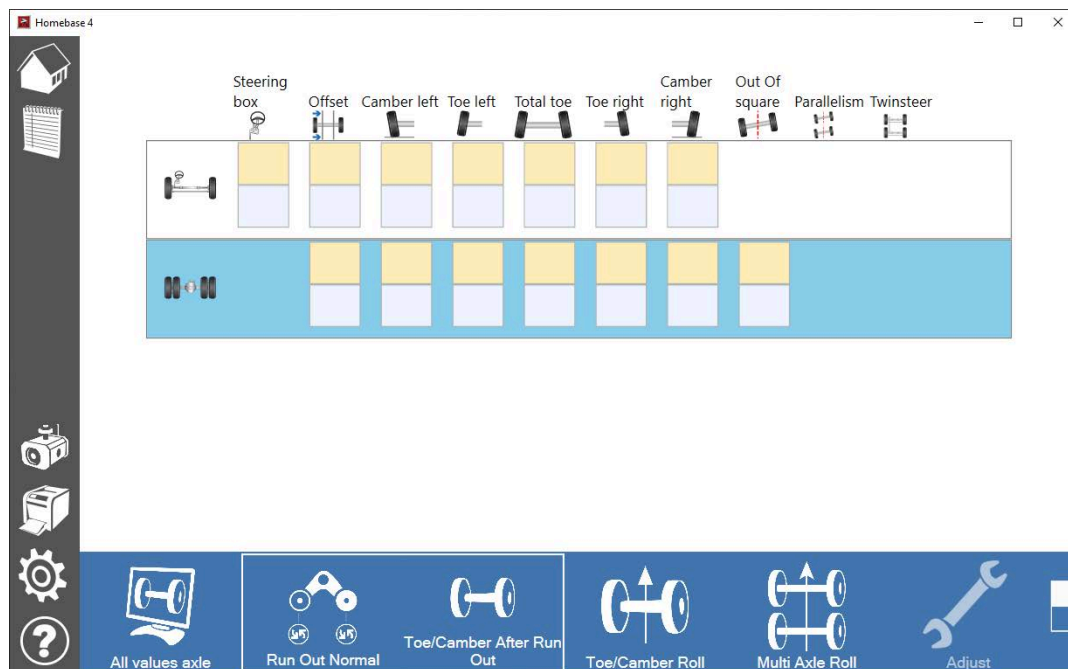 Homebase 4
Steering
box
Offset
Camber left
Toe left
Total toe
Toe right
Camber
right
Out Of
square
Parallelism
Twinsteer
All values axle
Run Out Normal
Toe/Camber After Run
Out
Toe/Camber Roll
Multi Axle Roll
Adjust